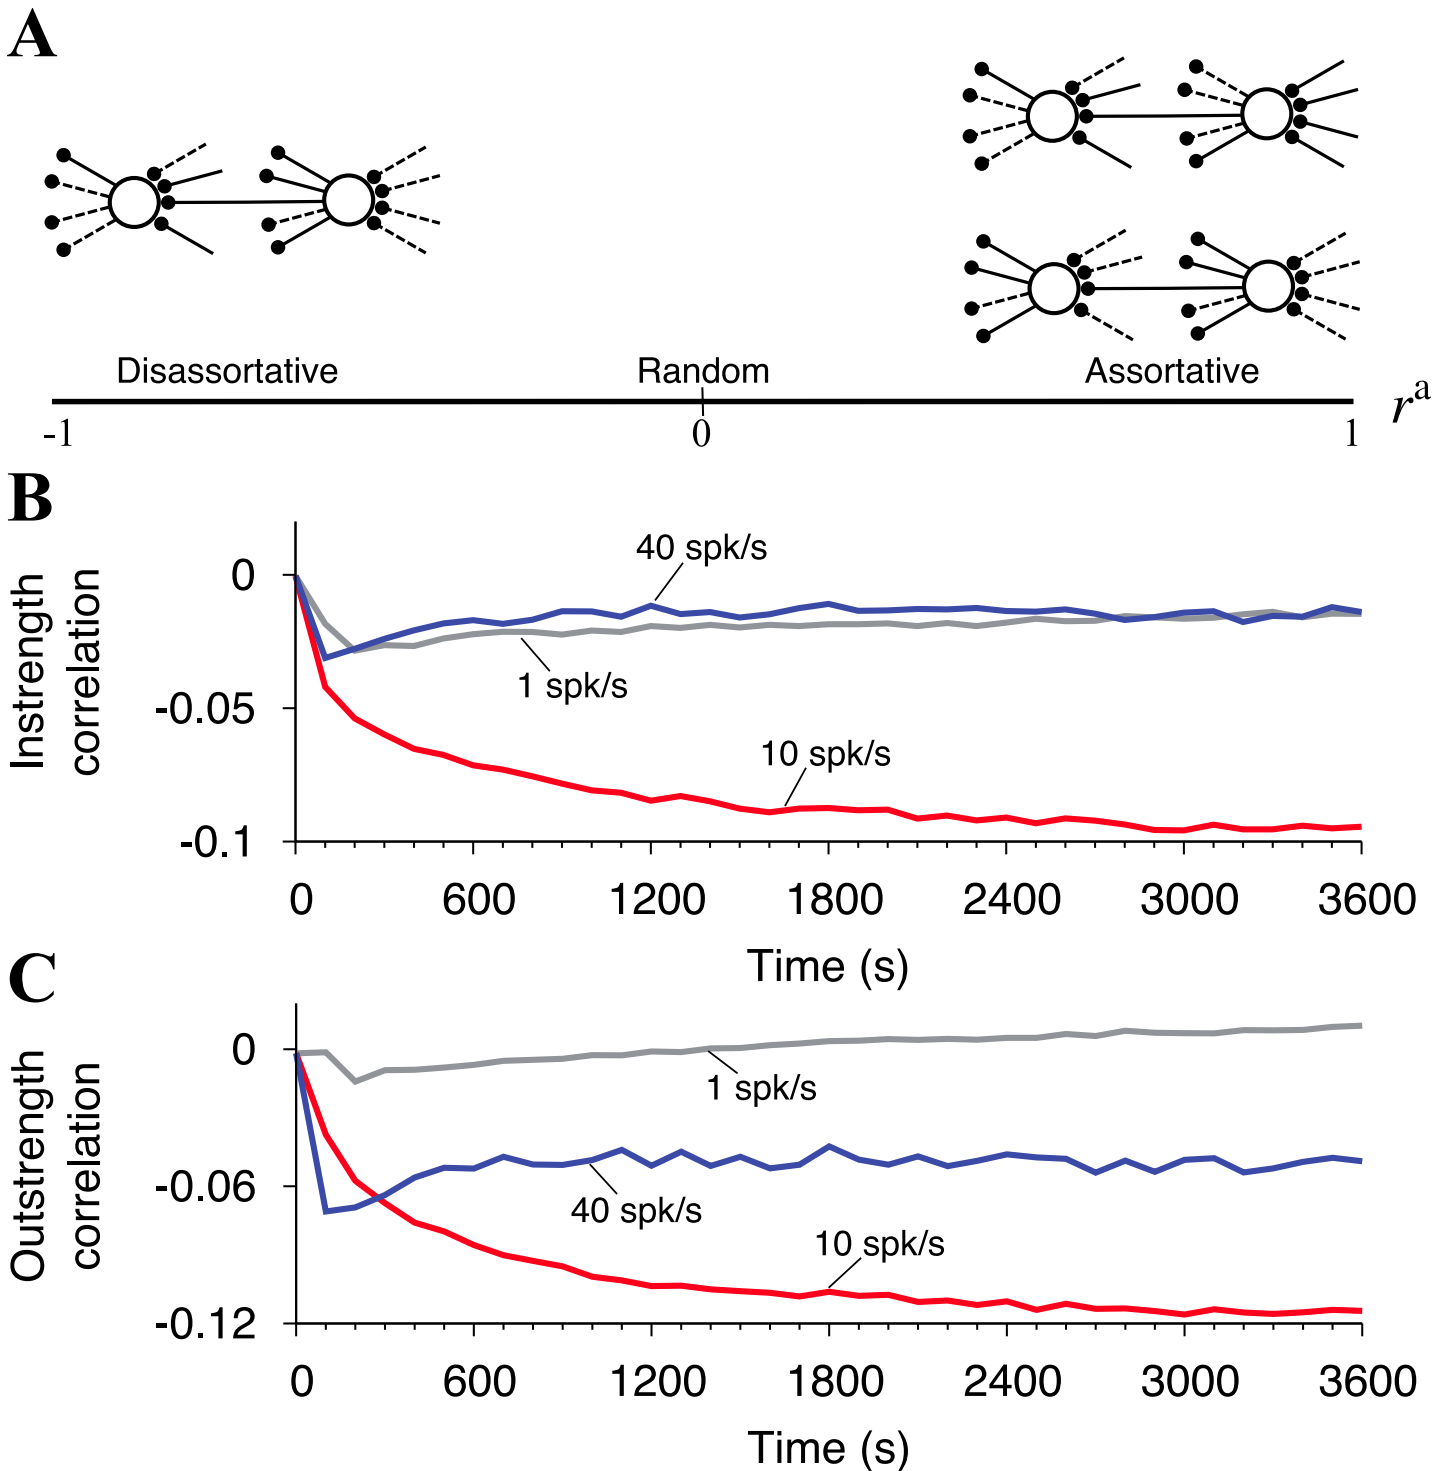 A
Disassortative
Random
Assortative
-1
0
1
rᵃ
B
Instrength
correlation
0
-0.05
-0.1
40 spk/s
1 spk/s
10 spk/s
0 600 1200 1800 2400 3000 3600
Time (s)
C
Outstrength
correlation
0
-0.06
-0.12
1 spk/s
40 spk/s
10 spk/s
0 600 1200 1800 2400 3000 3600
Time (s)